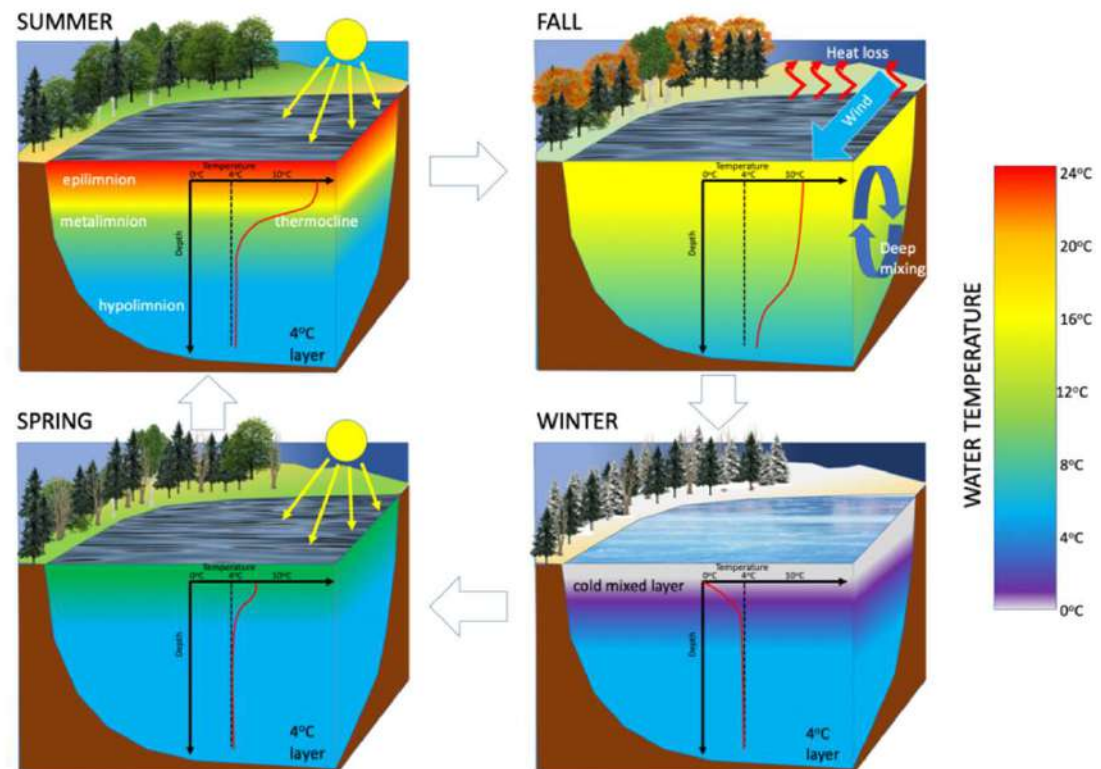 SUMMER
Temperature
0°C 4°C 10°C
epilimnion
metalimnion
thermocline
Depth
hypolimnion
4°C
layer
FALL
Heat loss
Wind
Temperature
0°C 4°C 10°C
Depth
Deep
mixing
SPRING
Temperature
0°C 4°C 10°C
Depth
4°C
layer
WINTER
Temperature
0°C 4°C 10°C
cold mixed layer
Depth
4°C
layer
WATER TEMPERATURE
24°C
20°C
16°C
12°C
8°C
4°C
0°C